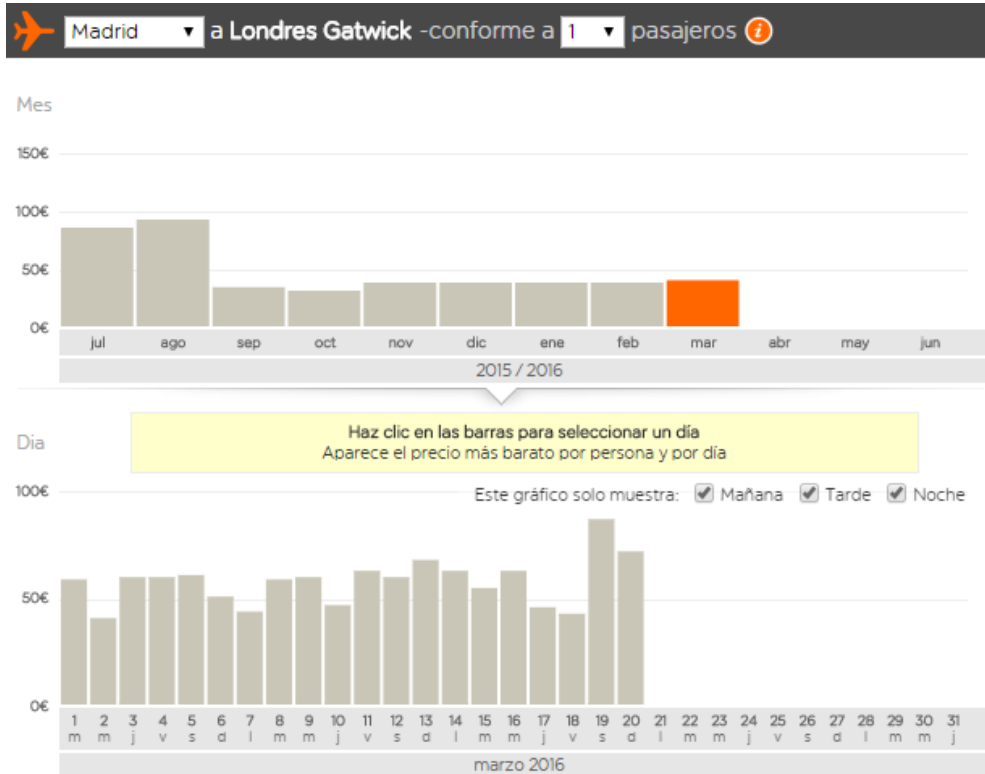 Madrid a Londres Gatwick -conforme a 1 pasajeros i
Mes
150€
100€
50€
0€
jul ago sep oct nov dic ene feb mar abr may jun
2015 / 2016
Haz clic en las barras para seleccionar un día
Dia
Aparece el precio más barato por persona y por día
100€
Este gráfico solo muestra: Mañana Tarde Noche
50€
0€
1 2 3 4 5 6 7 8 9 10 11 12 13 14 15 16 17 18 19 20 21 22 23 24 25 26 27 28 29 30 31
m m j v s d l m m j v s d l m m j v s d l m m j v s d l m m j
marzo 2016